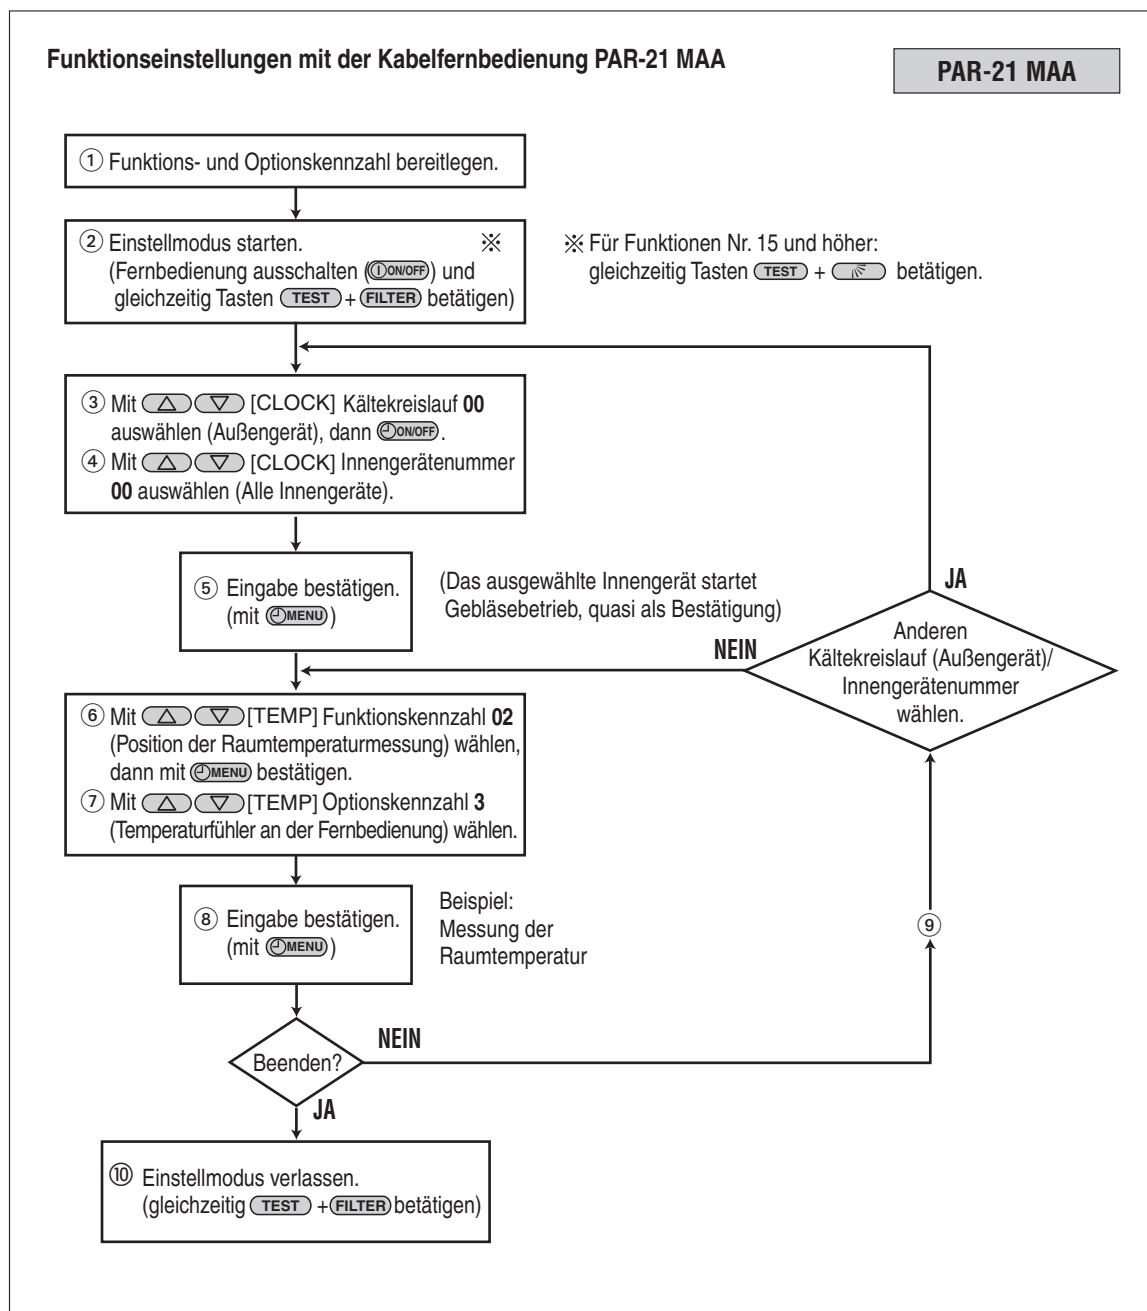 Funktionseinstellungen mit der Kabelfernbedienung PAR-21 MAA
PAR-21 MAA
① Funktions- und Optionskennzahl bereitlegen.
② Einstellmodus starten. ※
(Fernbedienung ausschalten (ON/OFF) und
gleichzeitig Tasten TEST + FILTER betätigen)
※ Für Funktionen Nr. 15 und höher:
gleichzeitig Tasten TEST + betätigen.
③ Mit △ ▽ [CLOCK] Kältekreislauf 00
auswählen (Außengerät), dann ON/OFF.
④ Mit △ ▽ [CLOCK] Innengerätenummer
00 auswählen (Alle Innengeräte).
⑤ Eingabe bestätigen.
(mit MENU)
(Das ausgewählte Innengerät startet
Gebläsebetrieb, quasi als Bestätigung)
JA
NEIN
Anderen
Kältekreislauf (Außengerät)/
Innengerätenummer
wählen.
⑥ Mit △ ▽ [TEMP] Funktionskennzahl 02
(Position der Raumtemperaturmessung) wählen,
dann mit MENU bestätigen.
⑦ Mit △ ▽ [TEMP] Optionskennzahl 3
(Temperaturfühler an der Fernbedienung) wählen.
⑧ Eingabe bestätigen.
(mit MENU)
Beispiel:
Messung der
Raumtemperatur
⑨
NEIN
Beenden?
JA
⑩ Einstellmodus verlassen.
(gleichzeitig TEST + FILTER betätigen)